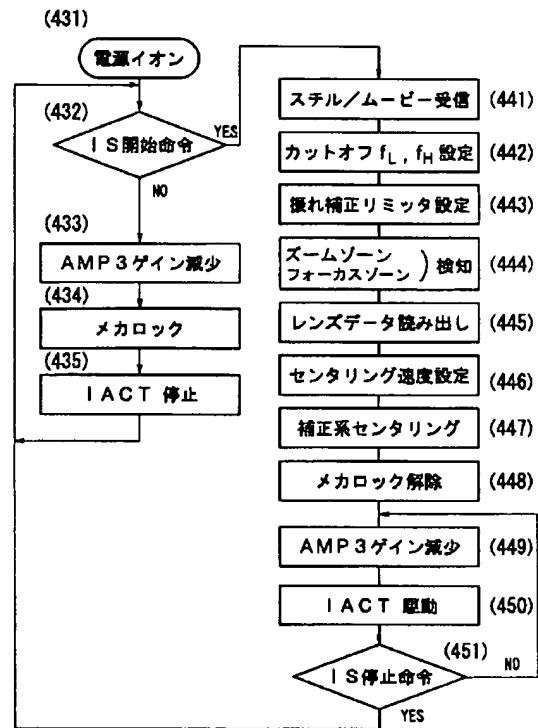 (431)
電源イオン
(432)
IS開始命令
YES
NO
(433)
AMP3ゲイン減少
(434)
メカロック
(435)
IACT 停止
スチル/ムービー受信 (441)
カットオフ fL, fH 設定 (442)
振れ補正リミッタ設定 (443)
ズームゾーン
フォーカスゾーン ) 検知 (444)
レンズデータ読み出し (445)
センタリング速度設定 (446)
補正系センタリング (447)
メカロック解除 (448)
AMP3ゲイン減少 (449)
IACT 駆動 (450)
(451)
IS停止命令
NO
YES